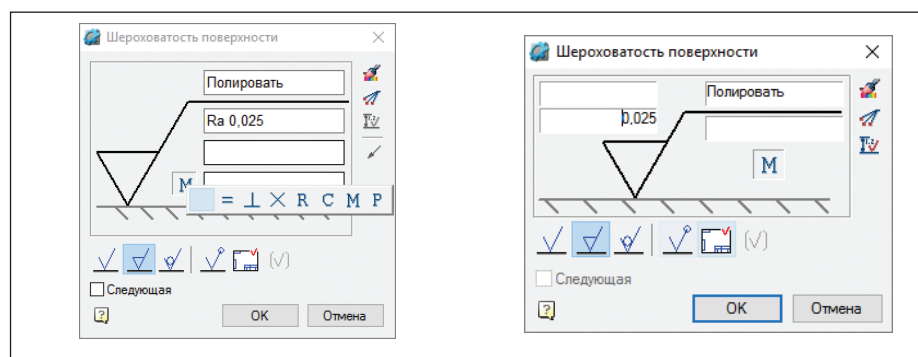 Шероховатость поверхности
Полировать
Ra 0,025
М
= ⊥ X R C M P
Следующая
OK Отмена
Шероховатость поверхности
Полировать
0,025
М
Следующая
OK Отмена